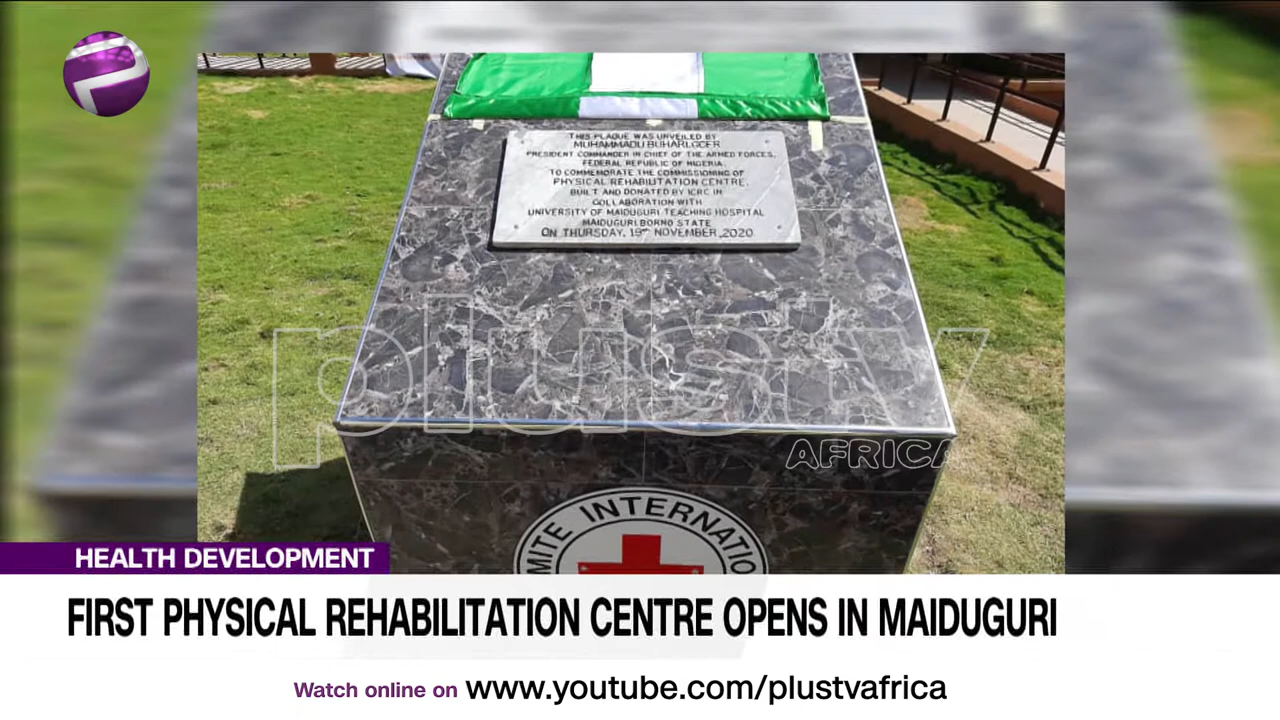 THIS PLAQUE WAS UNVEILED BY
MUHAMMADU BUHARI, GCFR
PRESIDENT COMMANDER IN CHIEF OF THE ARMED FORCES,
FEDERAL REPUBLIC OF NIGERIA.
TO COMMEMORATE THE COMMISSIONING OF
PHYSICAL REHABILITATION CENTRE.
BUILT AND DONATED BY ICRC IN
COLLABORATION WITH
UNIVERSITY OF MAIDUGURI TEACHING HOSPITAL
MAIDUGURI BORNO STATE
ON THURSDAY, 19TH NOVEMBER, 2020
plustv
AFRICA
MITE INTERNATIO
HEALTH DEVELOPMENT
FIRST PHYSICAL REHABILITATION CENTRE OPENS IN MAIDUGURI
Watch online on www.youtube.com/plustvafrica